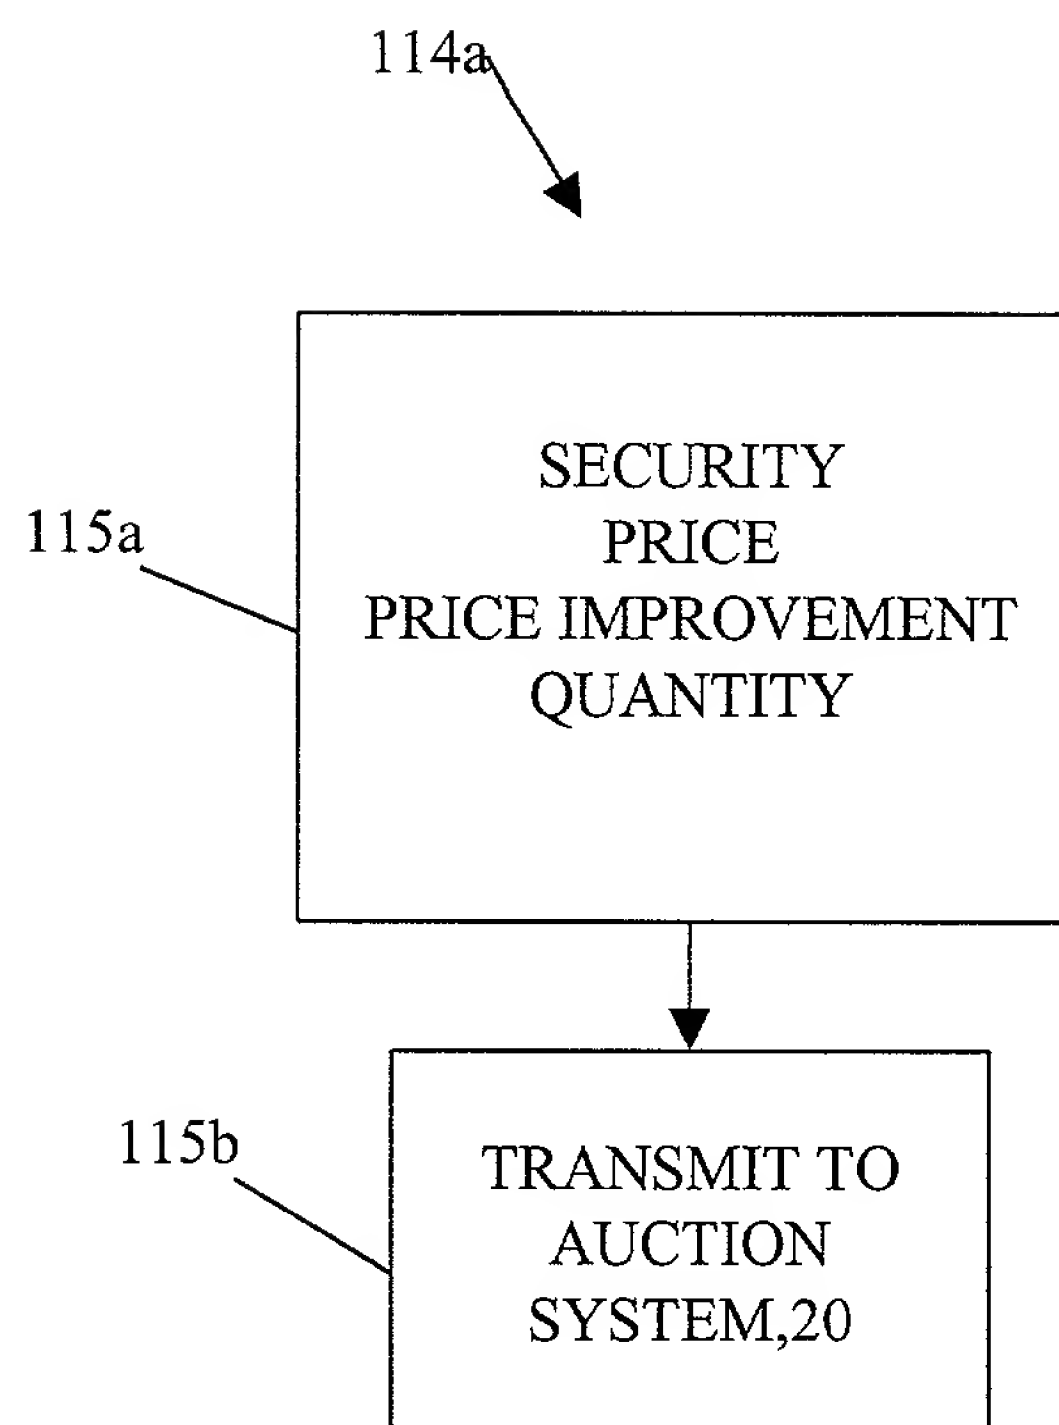 114a
SECURITY
PRICE
115a
PRICE IMPROVEMENT
QUANTITY
115b
TRANSMIT TO
AUCTION
SYSTEM,20